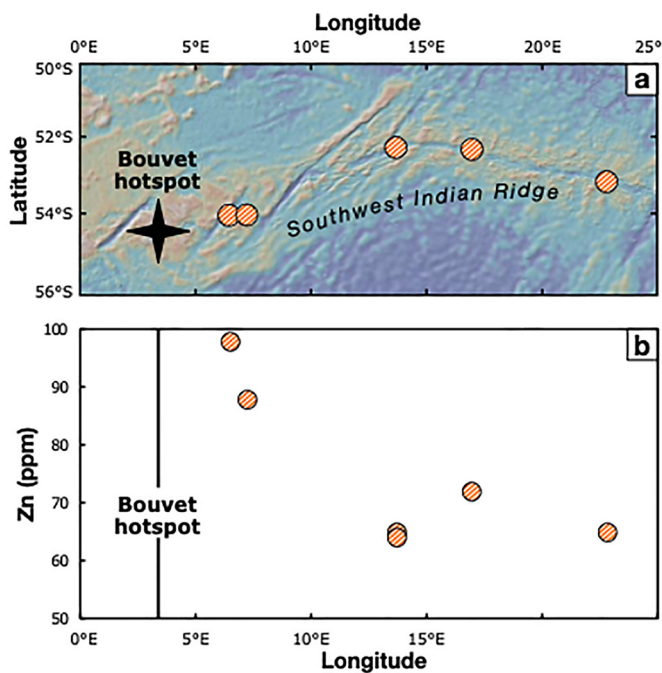 Longitude
0°E 5°E 10°E 15°E 20°E 25°
50°S
52°S
54°S
56°S
Latitude
a
Bouvet
hotspot
Southwest Indian Ridge
100
90
80
70
60
50
Zn (ppm)
b
Bouvet
hotspot
0°E 5°E 10°E 15°E
Longitude